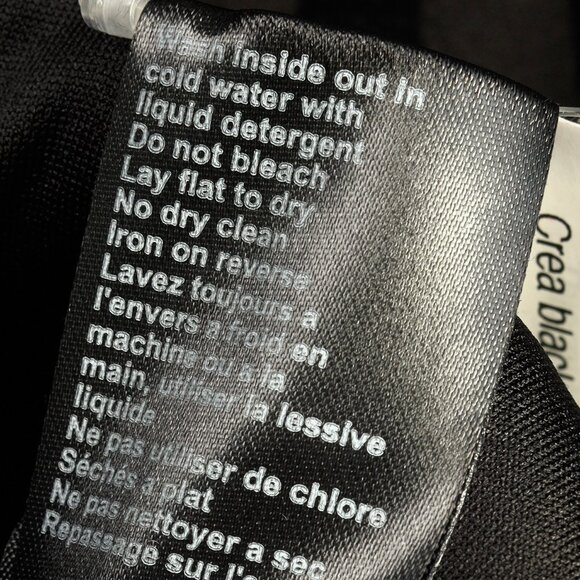 Wash inside out in
cold water with
liquid detergent
Do not bleach
Lay flat to dry
No dry clean
Iron on reverse
Lavez toujours a
l'envers a froid en
machine ou a la
main, utiliser la lessive
liquide
Ne pas utiliser de chlore
Séchés a plat
Ne pas nettoyer a sec
Repassage sur l'e
Crea blac